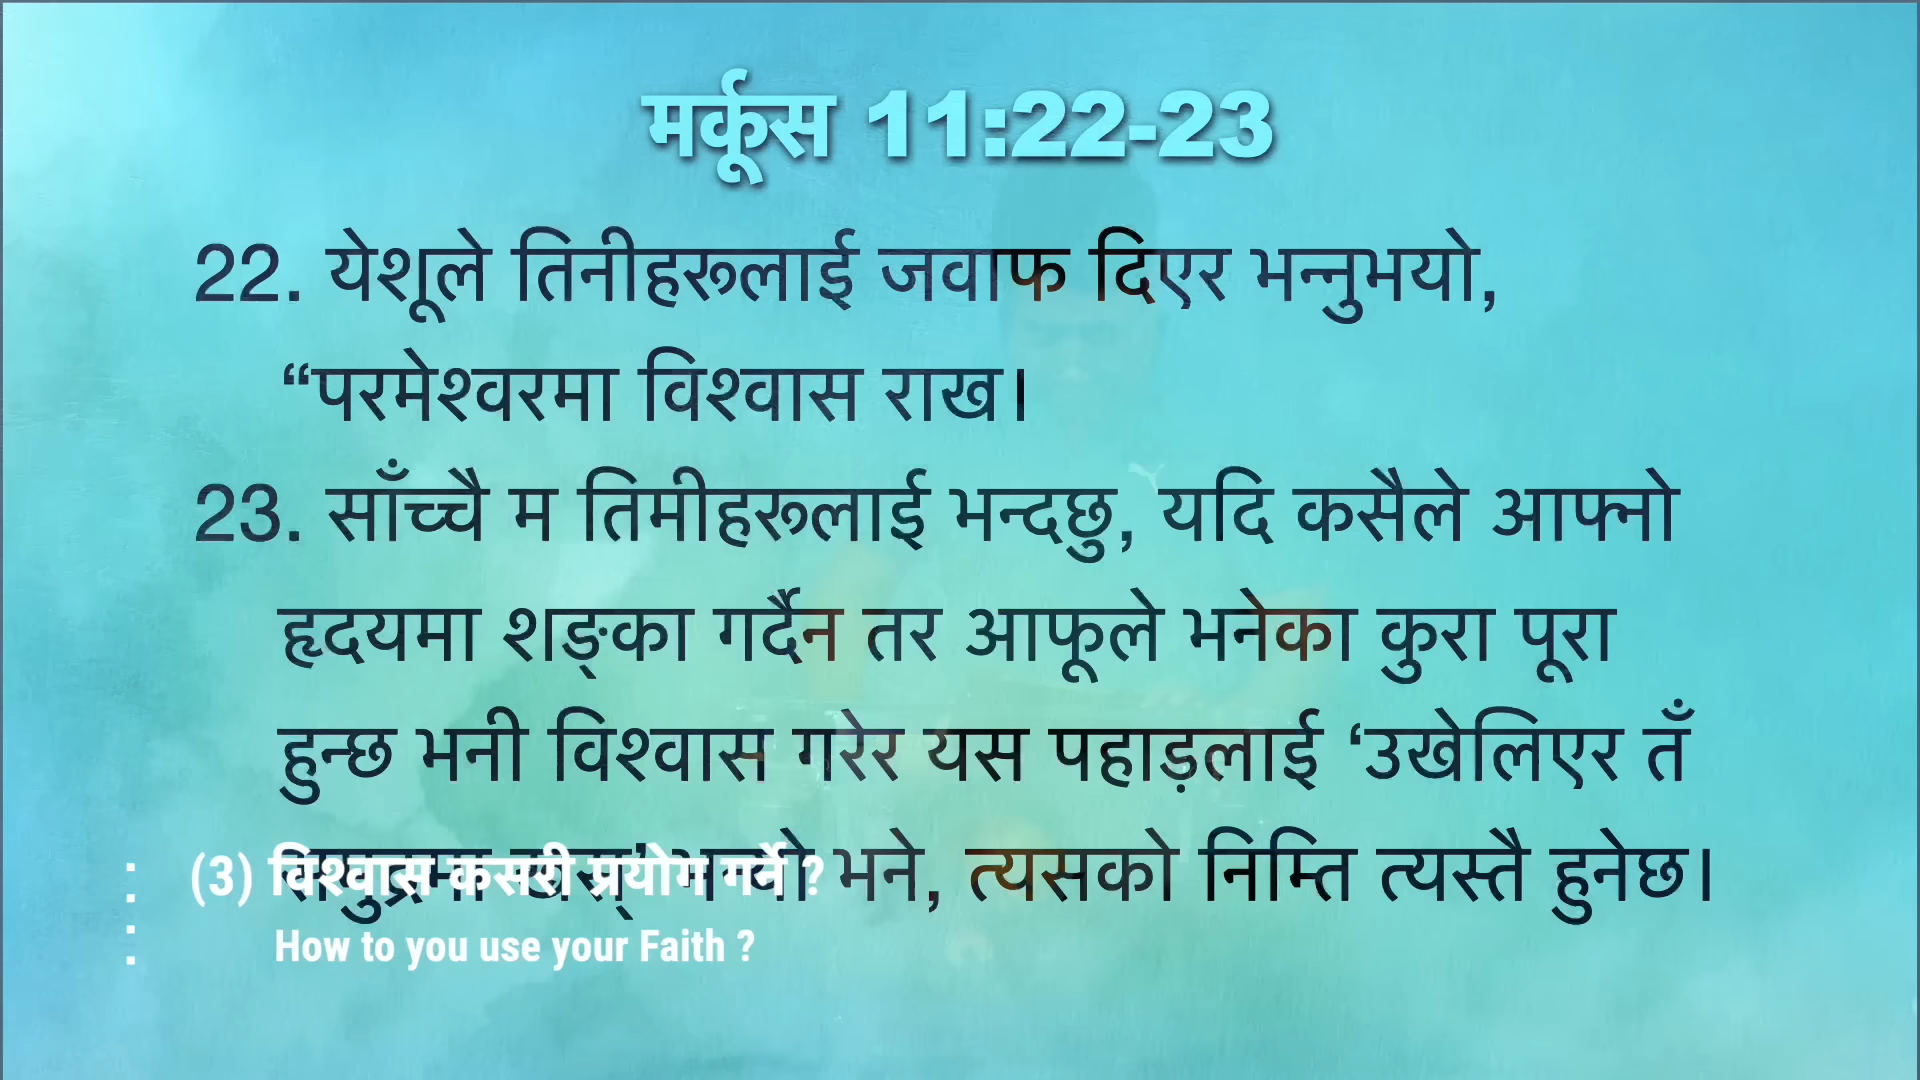 मर्कूस 11:22-23
22. येशूले तिनीहरूलाई जवाफ दिएर भन्नुभयो,
“परमेश्वरमा विश्वास राख।
23. साँच्चै म तिमीहरूलाई भन्दछु, यदि कसैले आफ्नो
हृदयमा शङ्का गर्दैन तर आफूले भनेका कुरा पूरा
हुन्छ भनी विश्वास गरेर यस पहाड़लाई ‘उखेलिएर तँ
भने, त्यसको निम्ति त्यस्तै हुनेछ।
(3) विश्वास कसरी प्रयोग गर्ने ?
How to you use your Faith ?